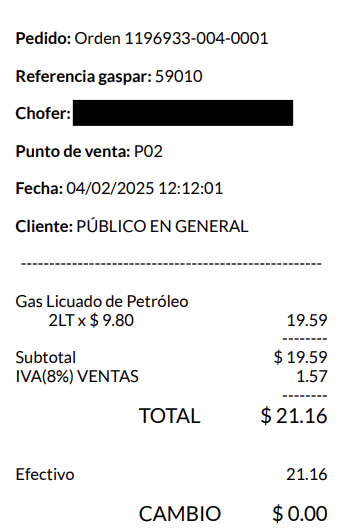 Pedido: Orden 1196933-004-0001
Referencia gaspar: 59010
Chofer:
Punto de venta: P02
Fecha: 04/02/2025 12:12:01
Cliente: PÚBLICO EN GENERAL
------------------------------------------------------
Gas Licuado de Petróleo
2LT x $ 9.80 19.59
--------
Subtotal $ 19.59
IVA(8%) VENTAS 1.57
--------
TOTAL $ 21.16
Efectivo 21.16
CAMBIO $ 0.00